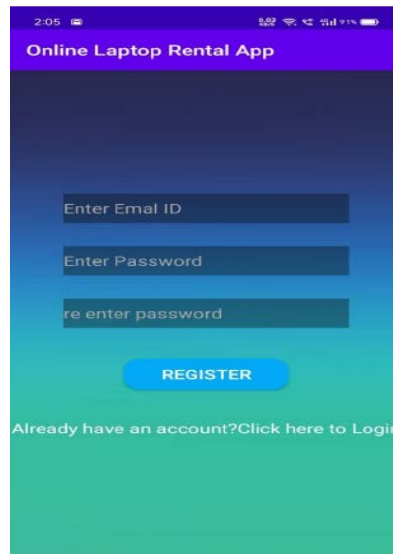 2:05
91%
Online Laptop Rental App
Enter Emal ID
Enter Password
re enter password
REGISTER
Already have an account?Click here to Logi